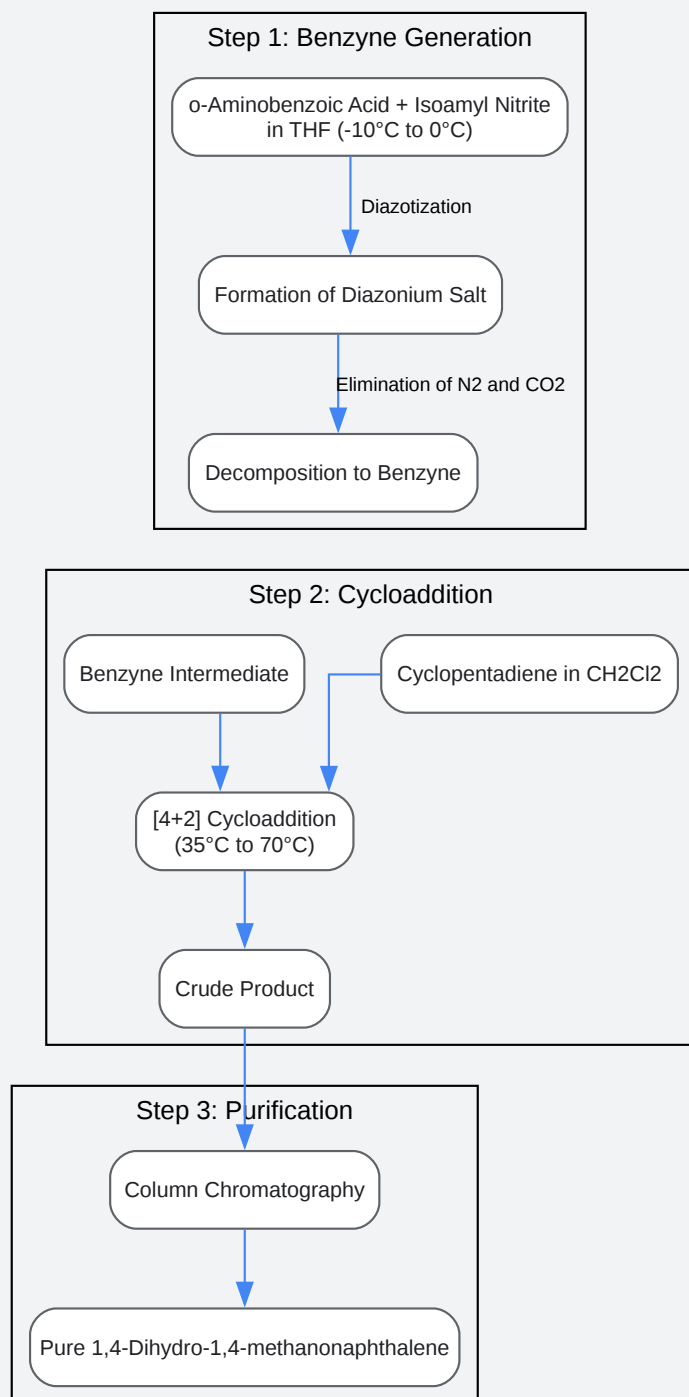 Step 1: Benzyne Generation
o-Aminobenzoic Acid + Isoamyl Nitrite
in THF (-10°C to 0°C)
Diazotization
Formation of Diazonium Salt
Elimination of N2 and CO2
Decomposition to Benzyne
Step 2: Cycloaddition
Benzyne Intermediate
Cyclopentadiene in CH2Cl2
[4+2] Cycloaddition
(35°C to 70°C)
Crude Product
Step 3: Purification
Column Chromatography
Pure 1,4-Dihydro-1,4-methanonaphthalene